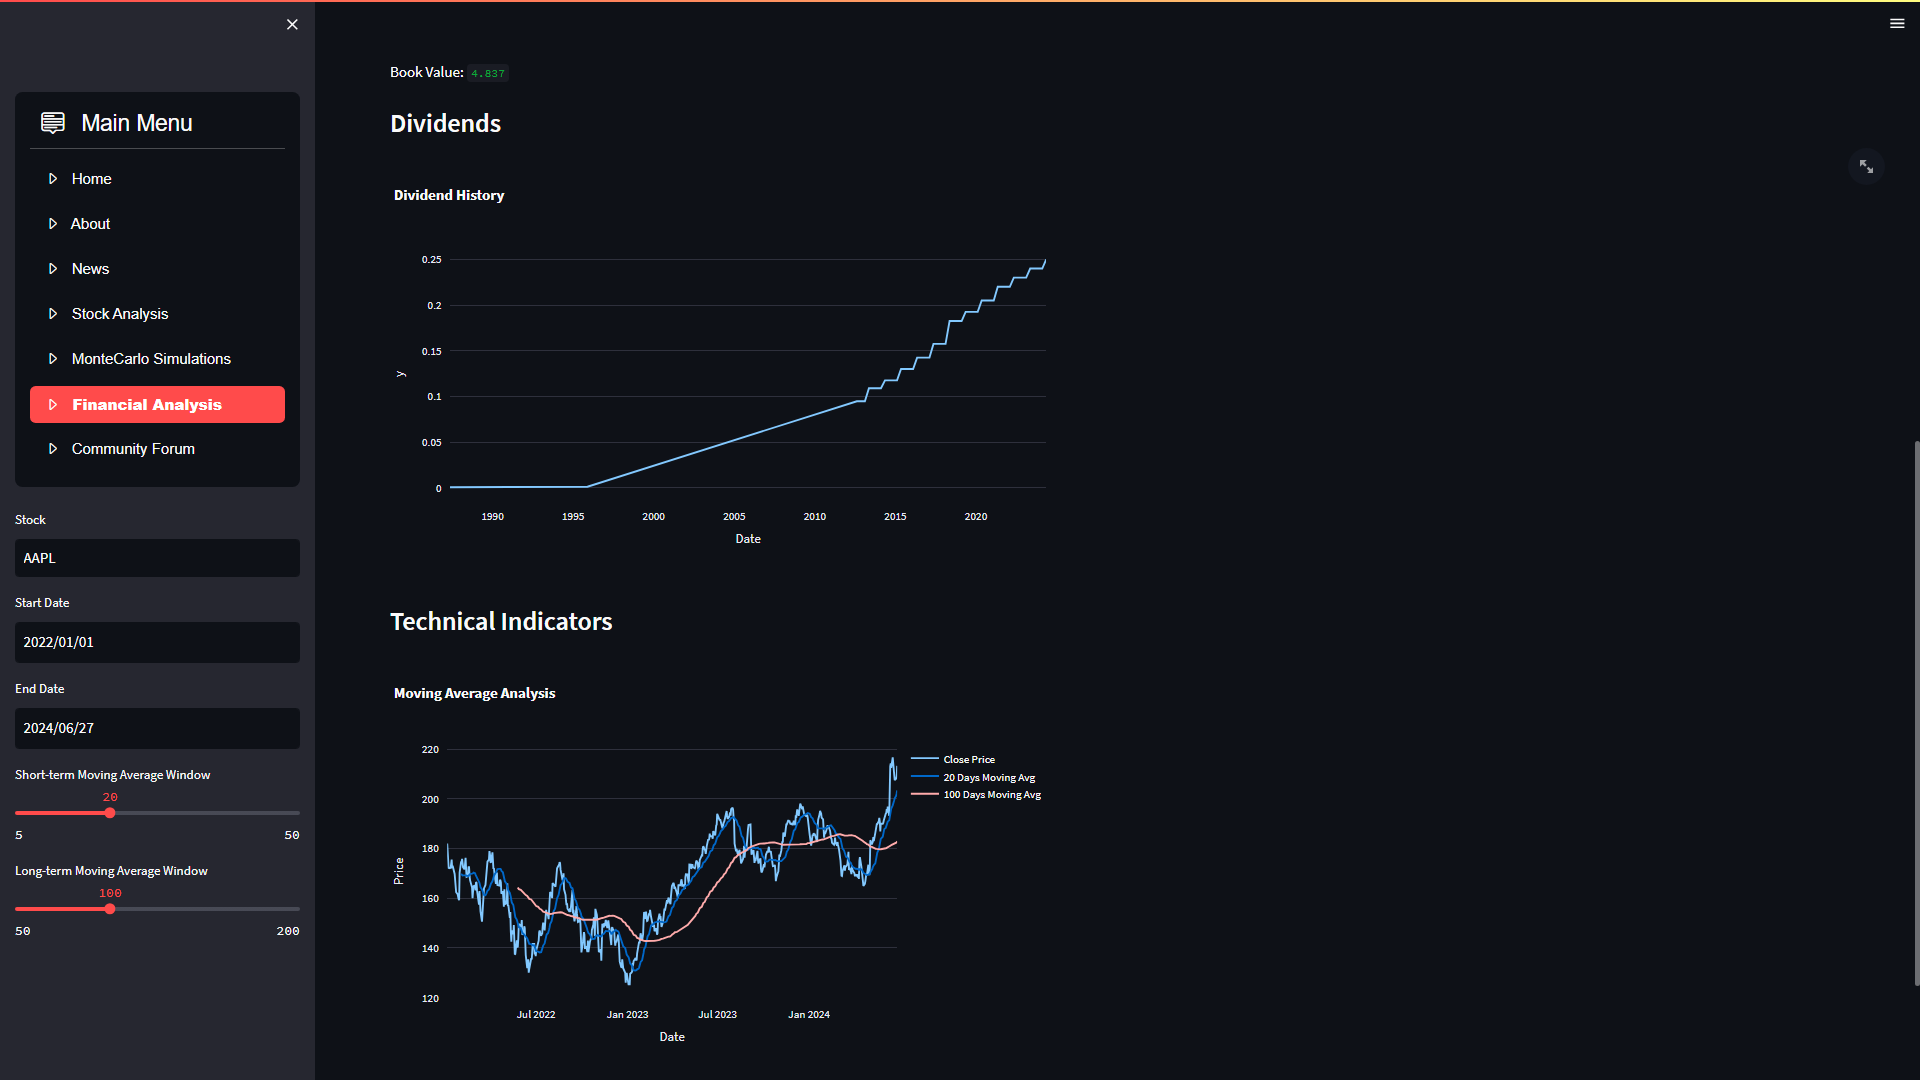 Main Menu
Home
About
News
Stock Analysis
MonteCarlo Simulations
Financial Analysis
Community Forum
Stock
AAPL
Start Date
2022/01/01
End Date
2024/06/27
Short-term Moving Average Window
20
5 50
Long-term Moving Average Window
100
50 200
Book Value: 4.837
Dividends
Dividend History
0.25
0.2
0.15
0.1
0.05
0
y
1990 1995 2000 2005 2010 2015 2020
Date
Technical Indicators
Moving Average Analysis
220
200
180
160
140
120
Price
Jul 2022 Jan 2023 Jul 2023 Jan 2024
Date
Close Price
20 Days Moving Avg
100 Days Moving Avg